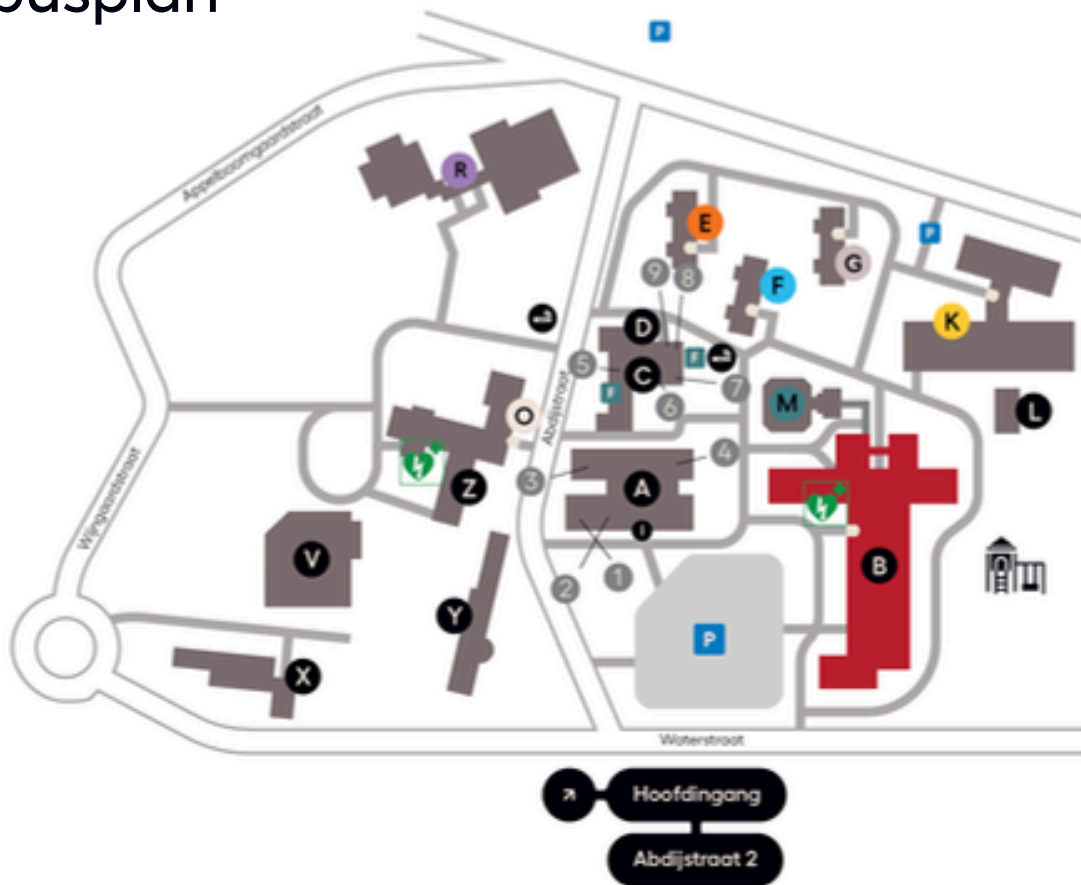 P
Appelboomgaardstraat
R
E
P
G
9
8
F
K
D
5
F
C
7
M
Abdijstraat
F
6
L
O
4
3
A
Z
Wijngaardstraat
I
V
B
2
1
Y
P
X
Waterstraat
Hoofdingang
Abdijstraat 2